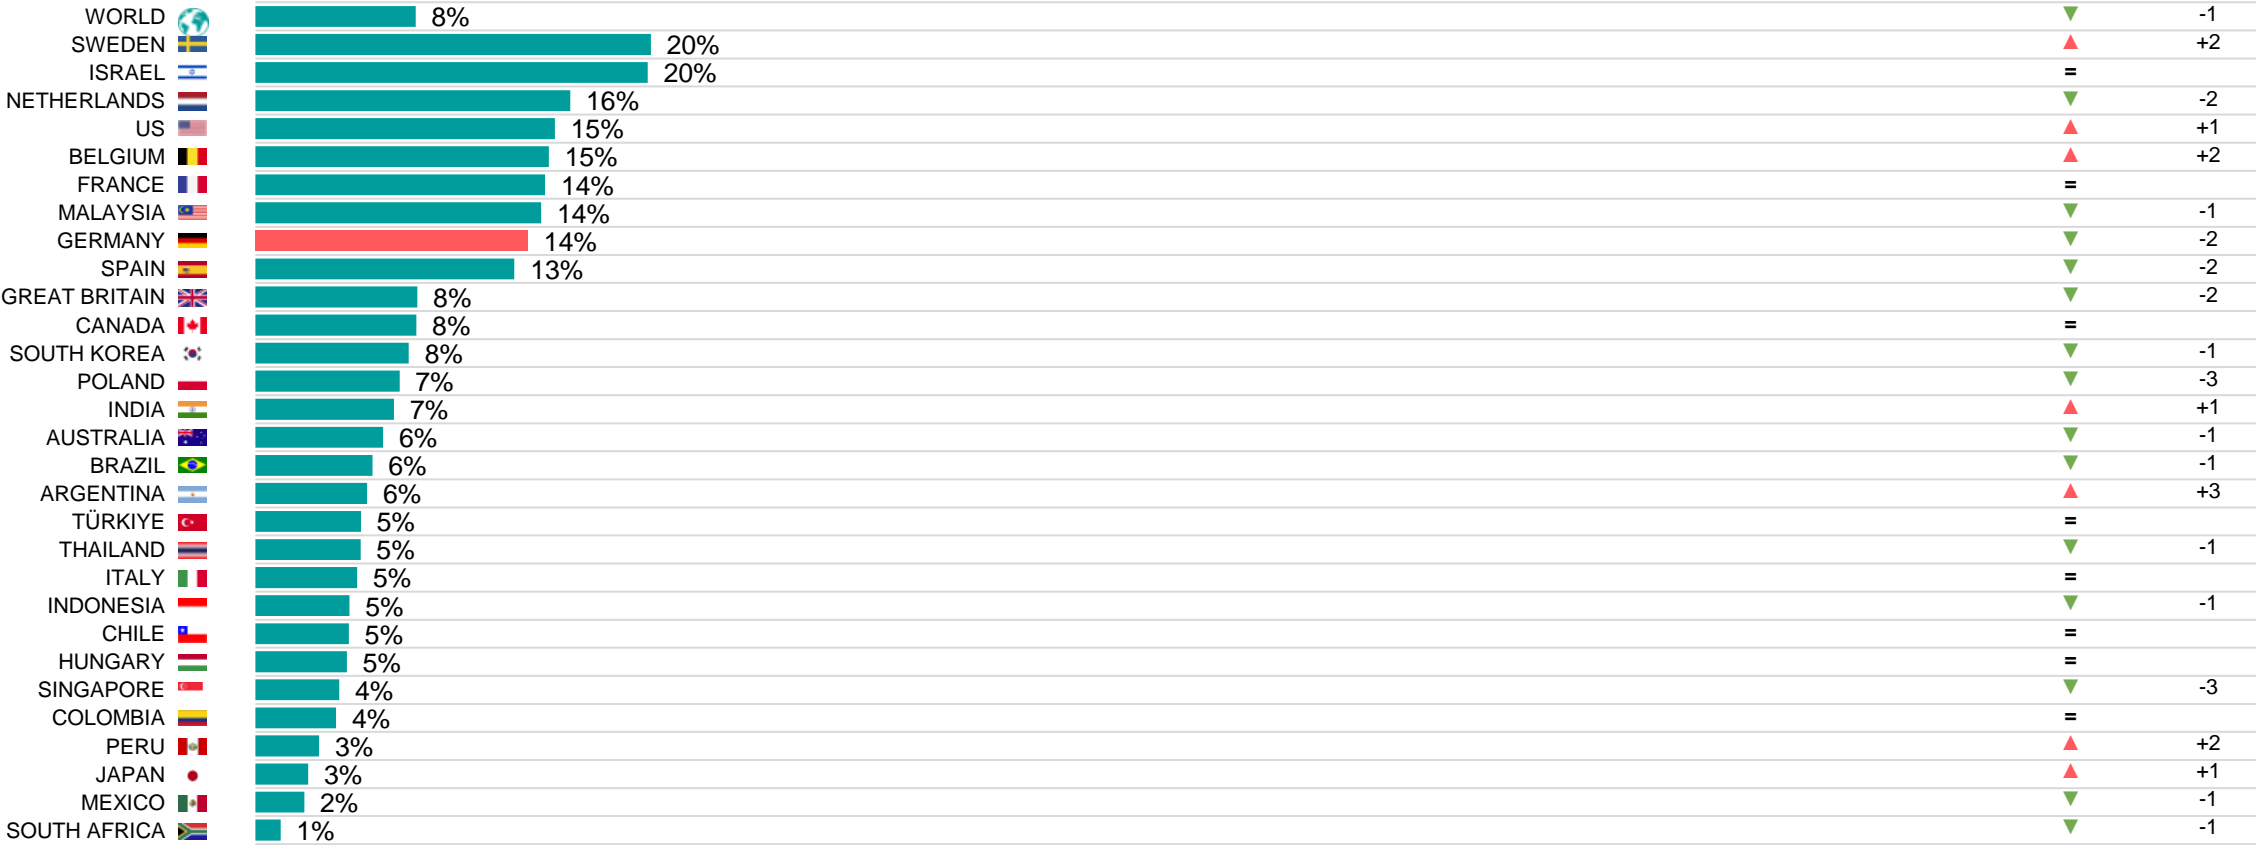 WORLD 8% ▼ -1
SWEDEN 20% ▲ +2
ISRAEL 20% =
NETHERLANDS 16% ▼ -2
US 15% ▲ +1
BELGIUM 15% ▲ +2
FRANCE 14% =
MALAYSIA 14% ▼ -1
GERMANY 14% ▼ -2
SPAIN 13% ▼ -2
GREAT BRITAIN 8% ▼ -2
CANADA 8% =
SOUTH KOREA 8% ▼ -1
POLAND 7% ▼ -3
INDIA 7% ▲ +1
AUSTRALIA 6% ▼ -1
BRAZIL 6% ▼ -1
ARGENTINA 6% ▲ +3
TÜRKIYE 5% =
THAILAND 5% ▼ -1
ITALY 5% =
INDONESIA 5% ▼ -1
CHILE 5% =
HUNGARY 5% =
SINGAPORE 4% ▼ -3
COLOMBIA 4% =
PERU 3% ▲ +2
JAPAN 3% ▲ +1
MEXICO 2% ▼ -1
SOUTH AFRICA 1% ▼ -1